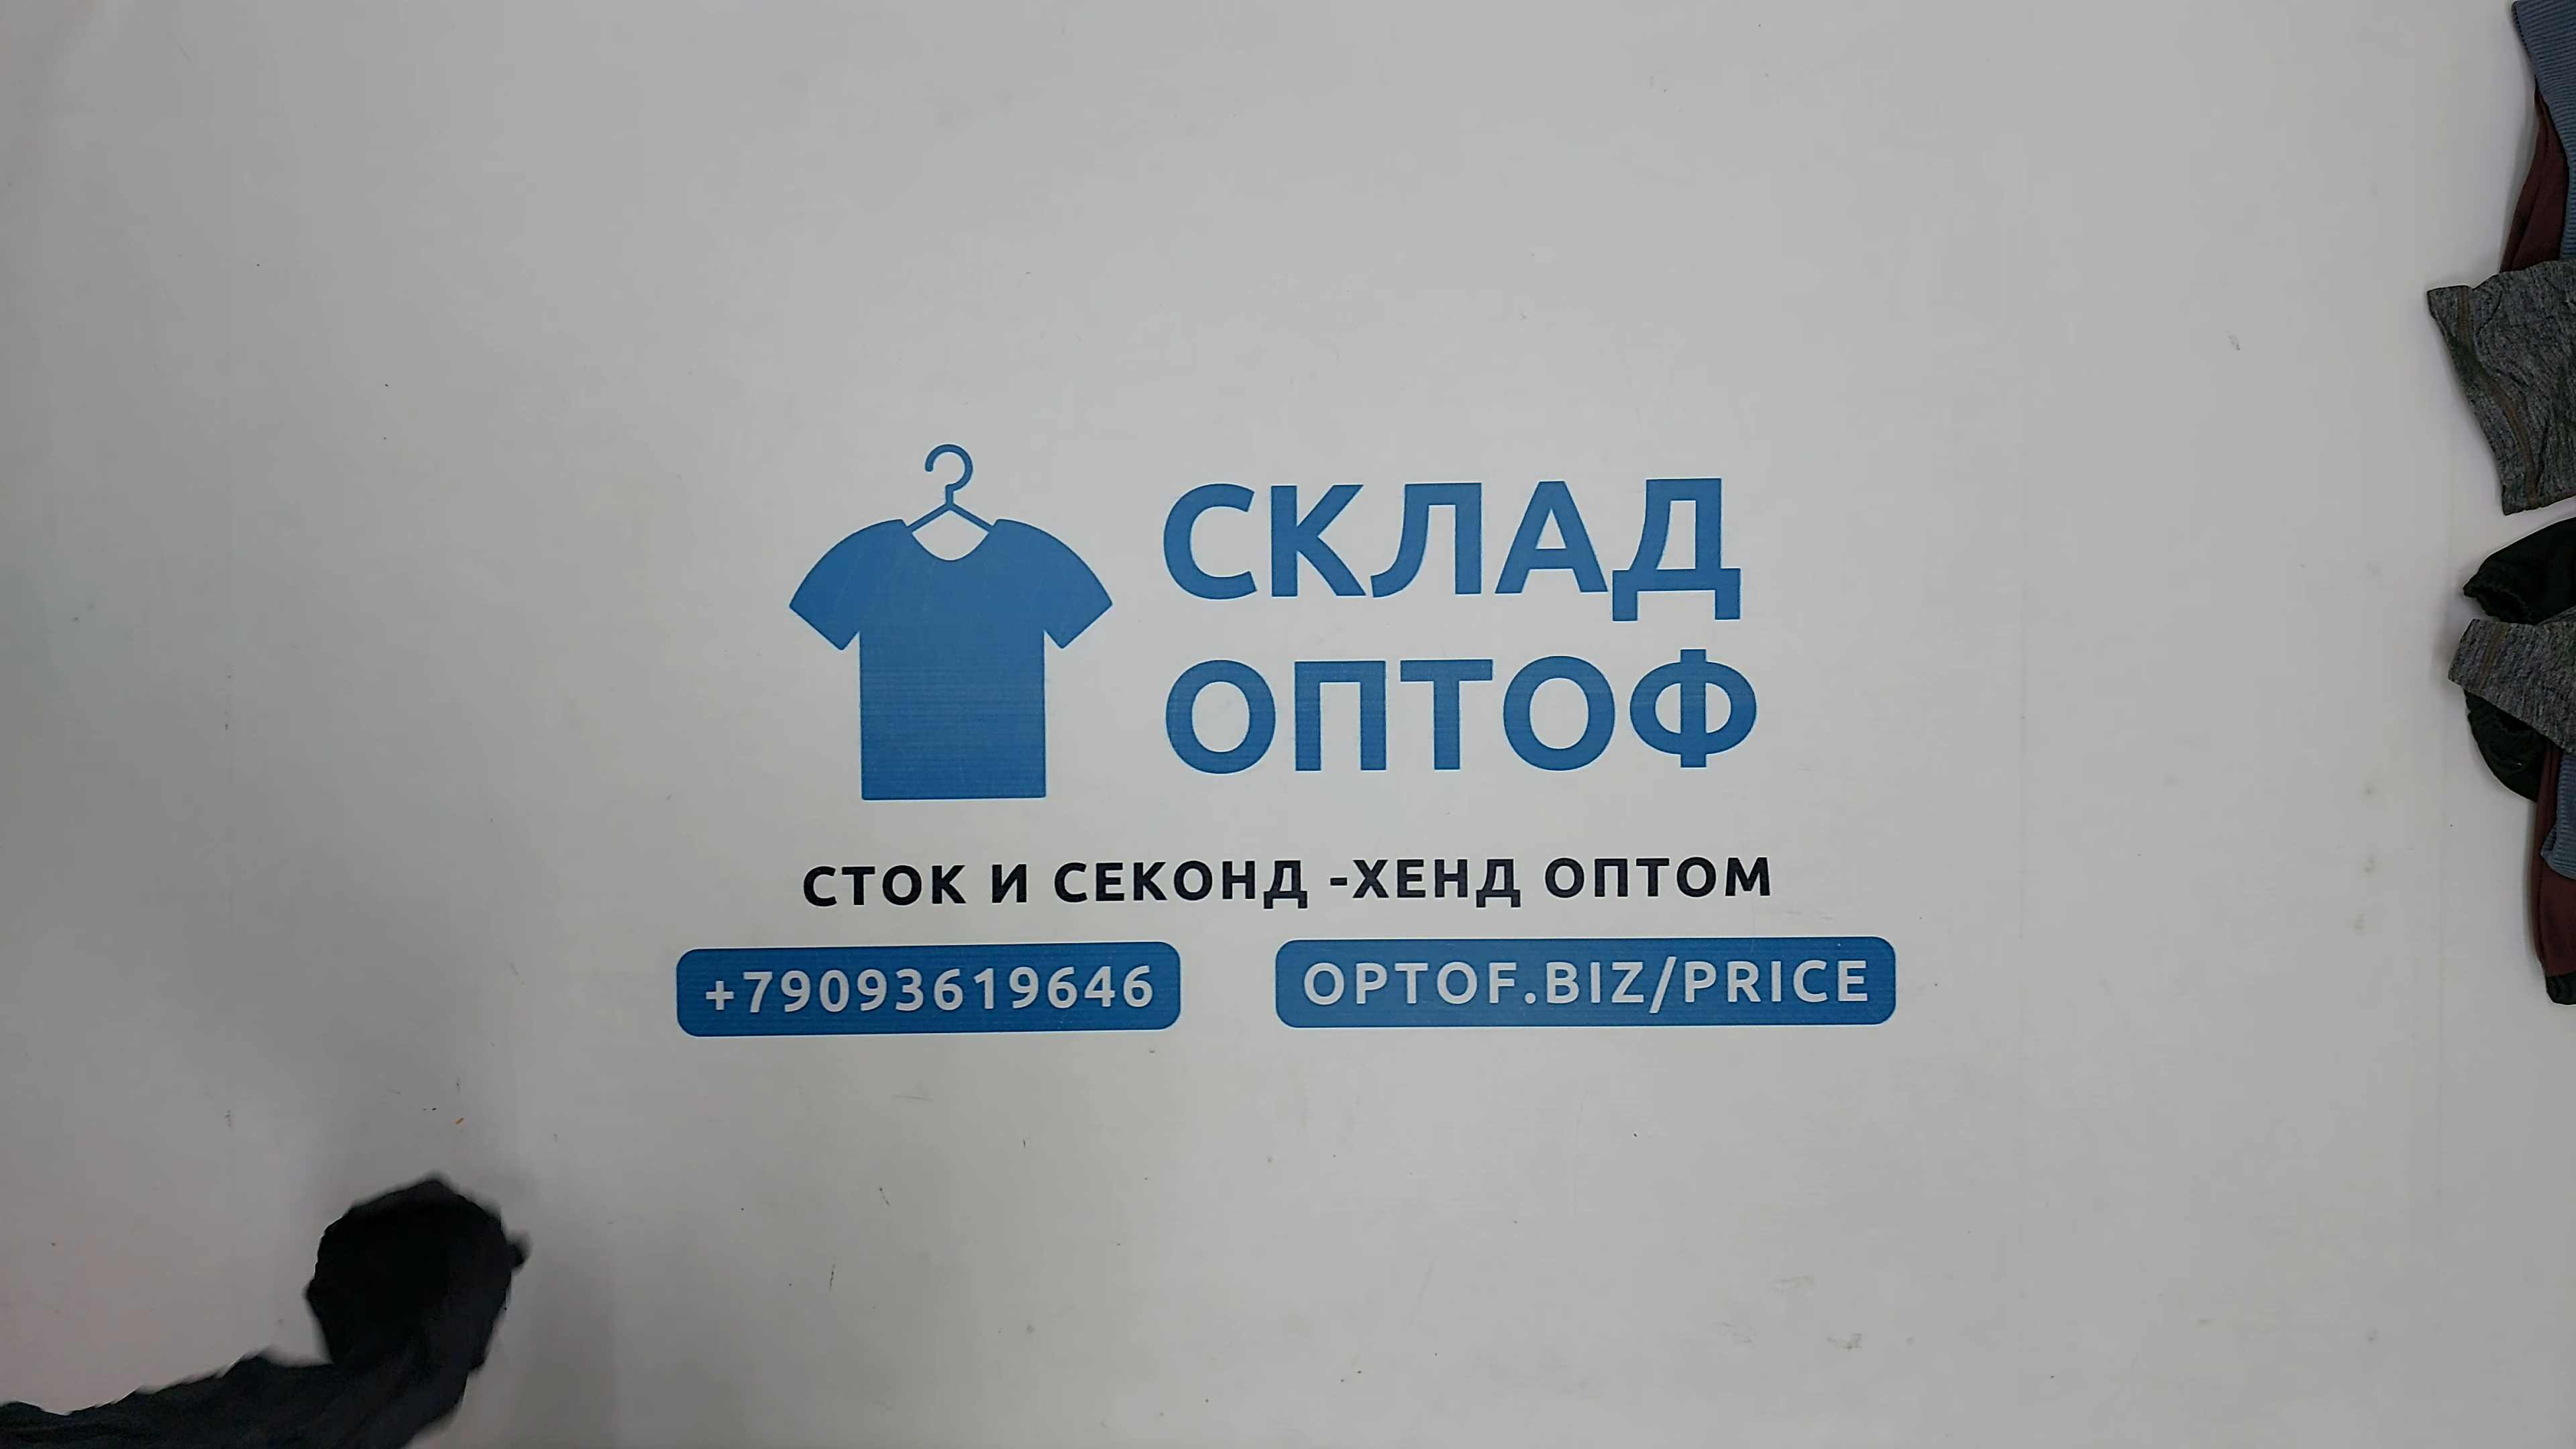 СКЛАД
ОПТОФ
СТОК И СЕКОНД -ХЕНД ОПТОМ
+79093619646
OPTOF.BIZ/PRICE